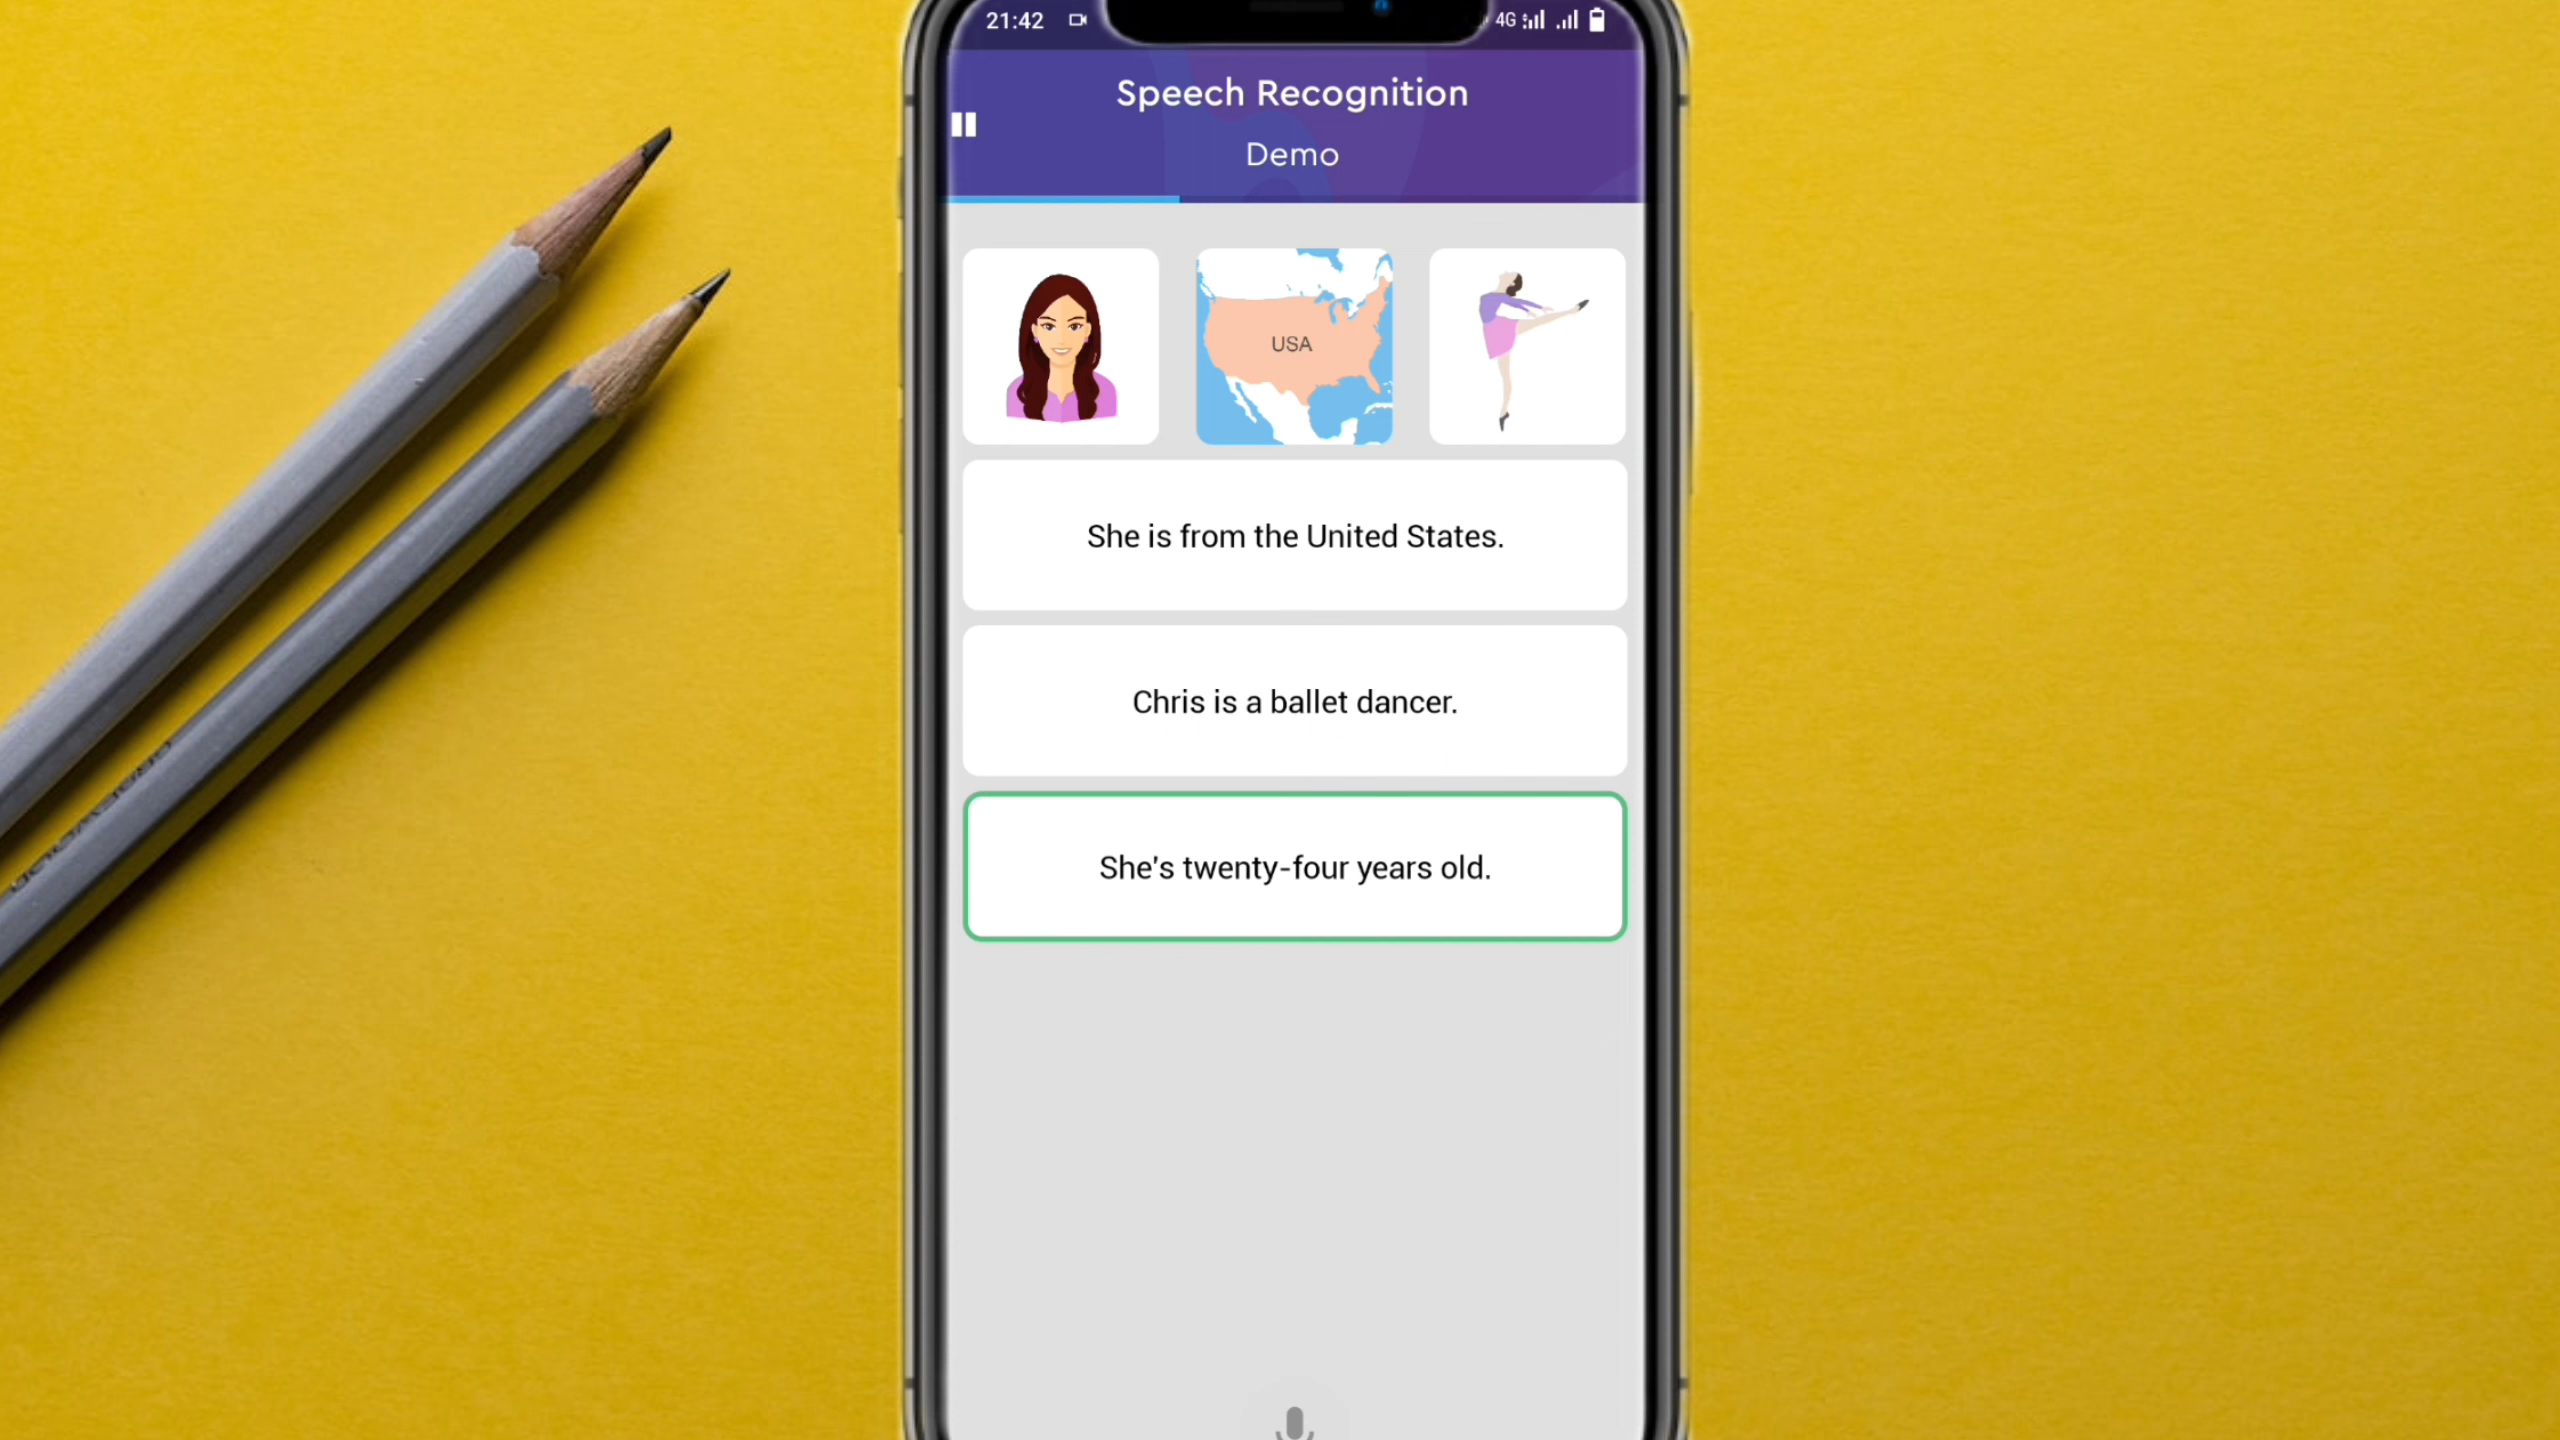 21:42
4G
Speech Recognition
Demo
USA
She is from the United States.
Chris is a ballet dancer.
She's twenty-four years old.